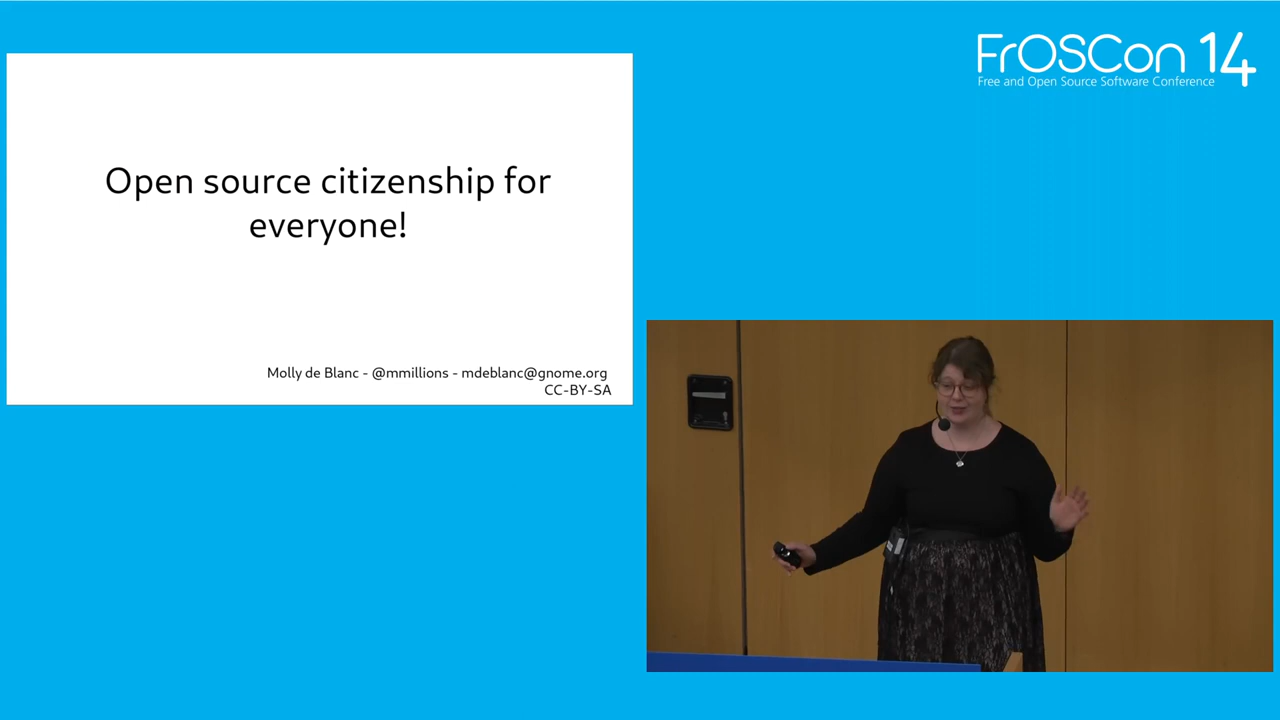 FrOSCon 14
Free and Open Source Software Conference
Open source citizenship for
everyone!
Molly de Blanc - @mmillions - mdeblanc@gnome.org
CC-BY-SA